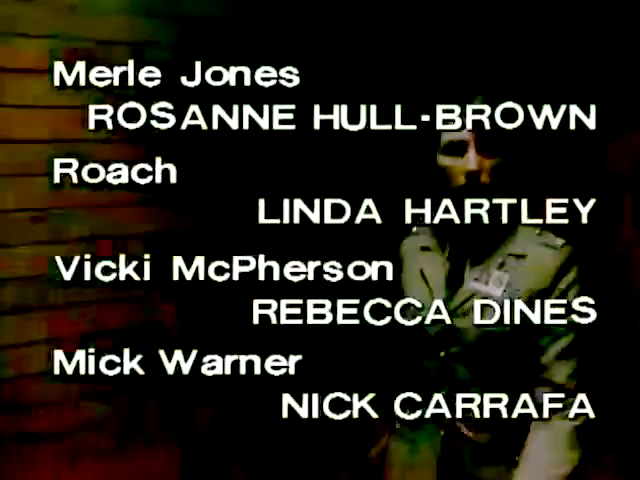 Merle Jones
ROSANNE HULL-BROWN
Roach
LINDA HARTLEY
Vicki McPherson
REBECCA DINES
Mick Warner
NICK CARRAFA